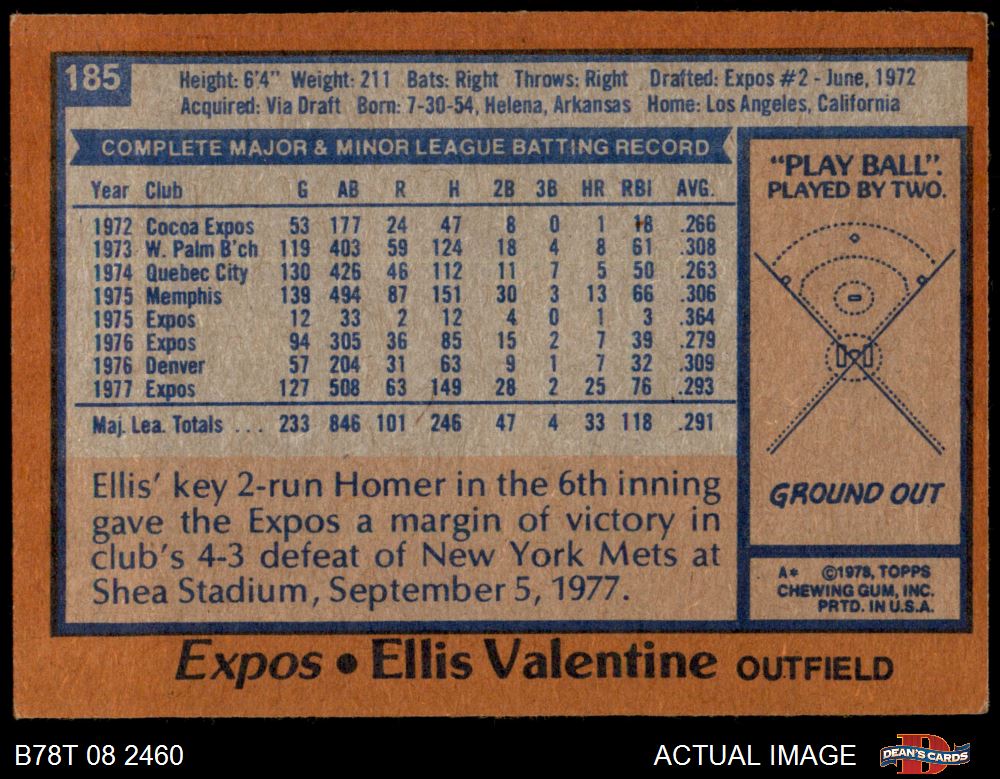 185
Height: 6'4" Weight: 211 Bats: Right Throws: Right Drafted: Expos #2 - June, 1972
Acquired: Via Draft Born: 7-30-54, Helena, Arkansas Home: Los Angeles, California
COMPLETE MAJOR & MINOR LEAGUE BATTING RECORD
Year Club G AB R H 2B 3B HR RBI AVG.
1972 Cocoa Expos 53 177 24 47 8 0 1 18 .266
1973 W. Palm B'ch 119 403 59 124 18 4 8 61 .308
1974 Quebec City 130 426 46 112 11 7 5 50 .263
1975 Memphis 139 494 87 151 30 3 13 66 .306
1975 Expos 12 33 2 12 4 0 1 3 .364
1976 Expos 94 305 36 85 15 2 7 39 .279
1976 Denver 57 204 31 63 9 1 7 32 .309
1977 Expos 127 508 63 149 28 2 25 76 .293
Maj. Lea. Totals ... 233 846 101 246 47 4 33 118 .291
Ellis' key 2-run Homer in the 6th inning
gave the Expos a margin of victory in
club's 4-3 defeat of New York Mets at
Shea Stadium, September 5, 1977.
"PLAY BALL".
PLAYED BY TWO.
GROUND OUT
A* ©1978, TOPPS
CHEWING GUM, INC.
PRTD. IN U.S.A.
Expos • Ellis Valentine OUTFIELD
B78T 08 2460
ACTUAL IMAGE
DEAN'S CARDS